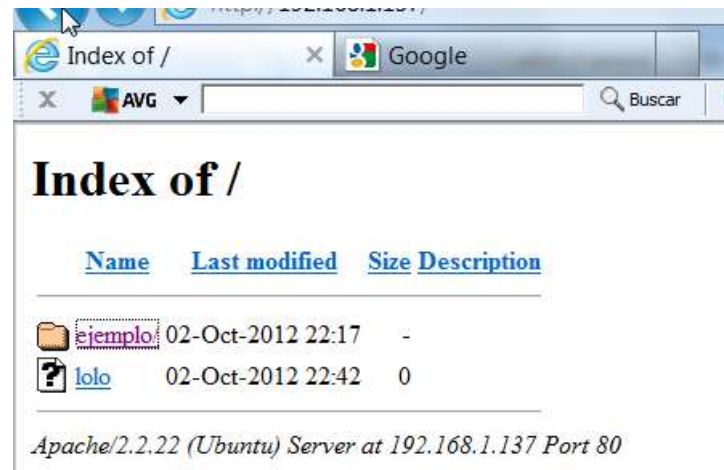 Index of /
Google
X AVG Buscar
Index of /
Name Last modified Size Description
ejemplo/ 02-Oct-2012 22:17 -
lolo 02-Oct-2012 22:42 0
Apache/2.2.22 (Ubuntu) Server at 192.168.1.137 Port 80